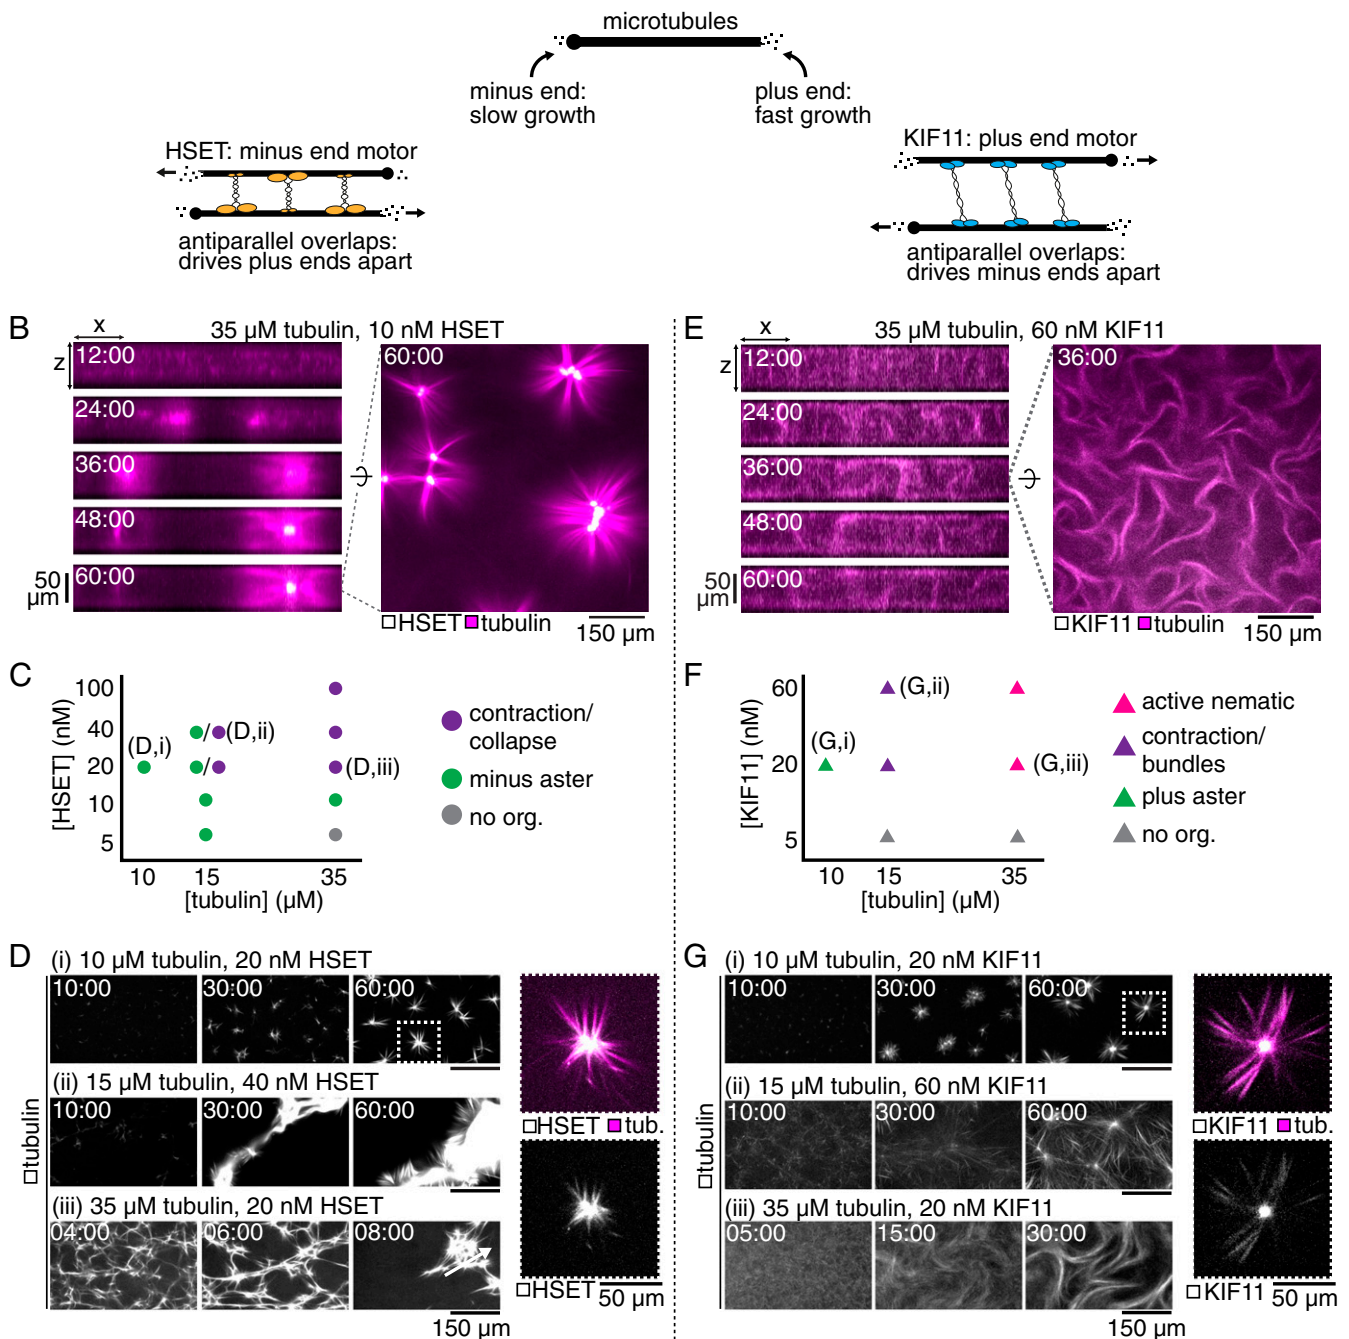 microtubules
minus end:
slow growth
plus end:
fast growth
HSET: minus end motor
antiparallel overlaps:
drives plus ends apart
KIF11: plus end motor
antiparallel overlaps:
drives minus ends apart
B
x
35 µM tubulin, 10 nM HSET
z
12:00
24:00
36:00
48:00
60:00
50
µm
60:00
HSET tubulin
150 µm
E
x
35 µM tubulin, 60 nM KIF11
z
12:00
24:00
36:00
48:00
60:00
50
µm
36:00
KIF11 tubulin
150 µm
C
[HSET] (nM)
100
40
20
10
5
(D,i)
/ (D,ii)
/
(D,iii)
10 15 35
[tubulin] (µM)
contraction/
collapse
minus aster
no org.
F
[KIF11] (nM)
60
20
5
(G,ii)
(G,i)
(G,iii)
10 15 35
[tubulin] (µM)
active nematic
contraction/
bundles
plus aster
no org.
D
tubulin
(i) 10 µM tubulin, 20 nM HSET
10:00 30:00 60:00
(ii) 15 µM tubulin, 40 nM HSET
10:00 30:00 60:00
(iii) 35 µM tubulin, 20 nM HSET
04:00 06:00 08:00
150 µm
HSET tub.
HSET
50 µm
G
tubulin
(i) 10 µM tubulin, 20 nM KIF11
10:00 30:00 60:00
(ii) 15 µM tubulin, 60 nM KIF11
10:00 30:00 60:00
(iii) 35 µM tubulin, 20 nM KIF11
05:00 15:00 30:00
150 µm
KIF11 tub.
KIF11
50 µm